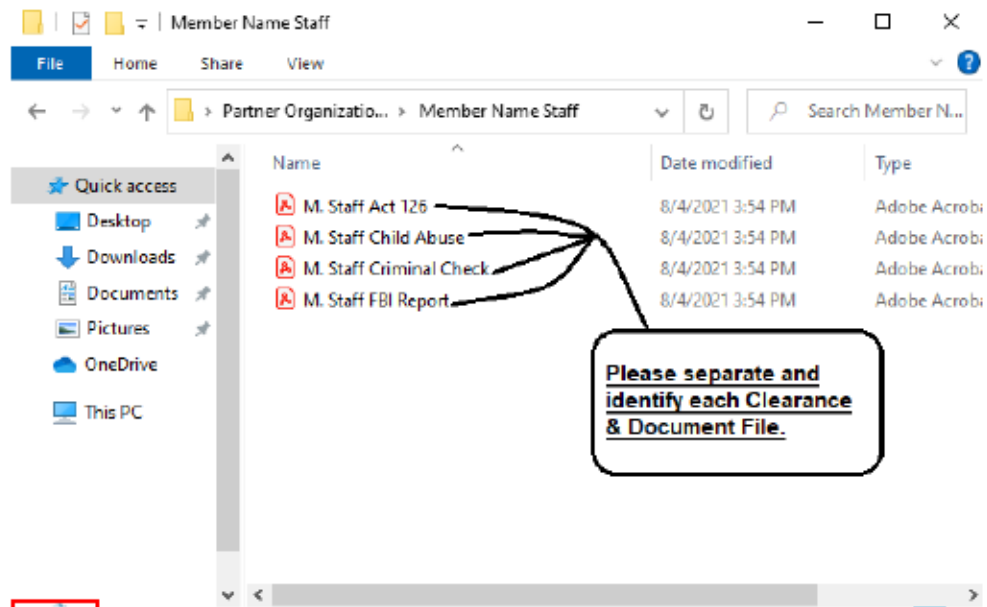 Member Name Staff
File Home Share View
Partner Organizatio... > Member Name Staff Search Member N...
Name Date modified Type
Quick access
Desktop
Downloads
Documents
Pictures
OneDrive
This PC
M. Staff Act 126 8/4/2021 3:54 PM Adobe Acroba
M. Staff Child Abuse 8/4/2021 3:54 PM Adobe Acroba
M. Staff Criminal Check 8/4/2021 3:54 PM Adobe Acroba
M. Staff FBI Report 8/4/2021 3:54 PM Adobe Acroba
Please separate and
identify each Clearance
& Document File.